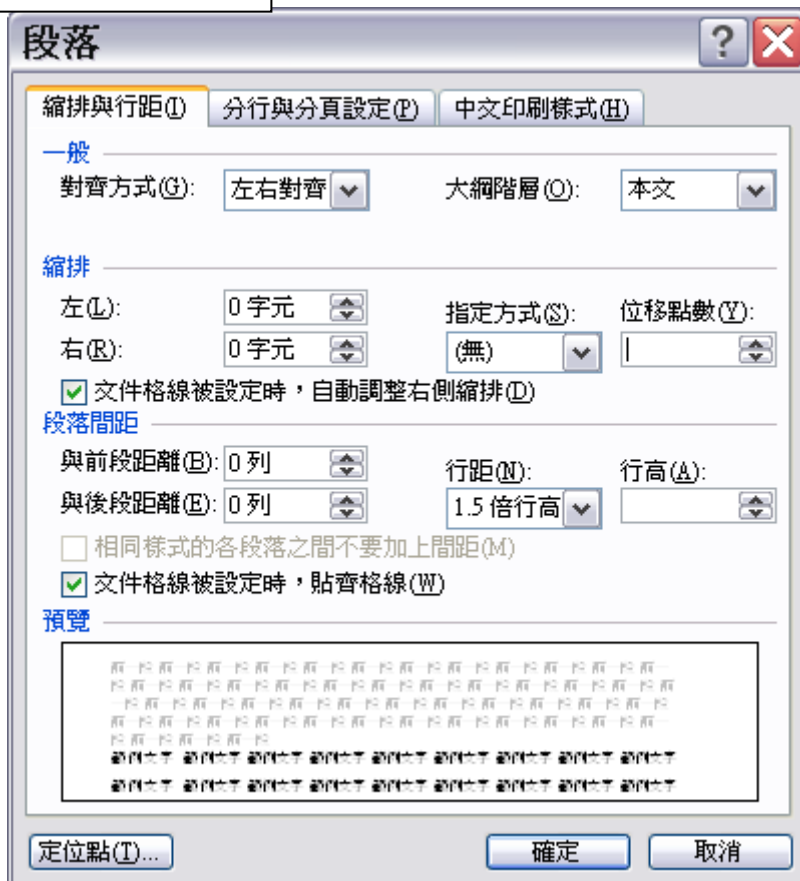 段落
縮排與行距(I) 分行與分頁設定(P) 中文印刷樣式(H)
一般
對齊方式(G): 左右對齊 大綱階層(O): 本文
縮排
左(L): 0 字元 指定方式(S): 位移點數(Y):
右(R): 0 字元 (無)
文件格線被設定時，自動調整右側縮排(D)
段落間距
與前段距離(B): 0 列 行距(N): 行高(A):
與後段距離(E): 0 列 1.5 倍行高
相同樣式的各段落之間不要加上間距(M)
文件格線被設定時，貼齊格線(W)
預覽
範例文字 範例文字 範例文字 範例文字 範例文字 範例文字 範例文字 範例文字
範例文字 範例文字 範例文字 範例文字 範例文字 範例文字 範例文字 範例文字
定位點(T)... 確定 取消